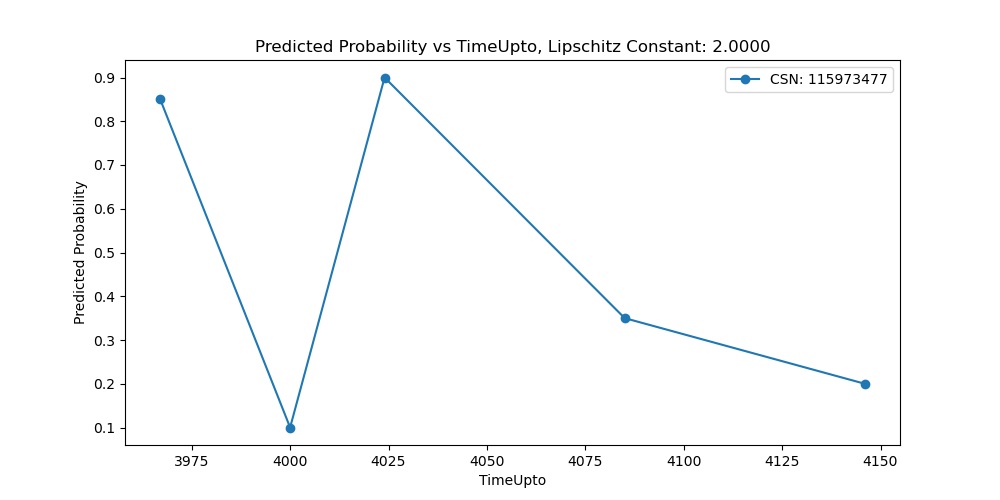 Predicted Probability vs TimeUpto, Lipschitz Constant: 2.0000
CSN: 115973477
Predicted Probability
0.9
0.8
0.7
0.6
0.5
0.4
0.3
0.2
0.1
3975 4000 4025 4050 4075 4100 4125 4150
TimeUpto